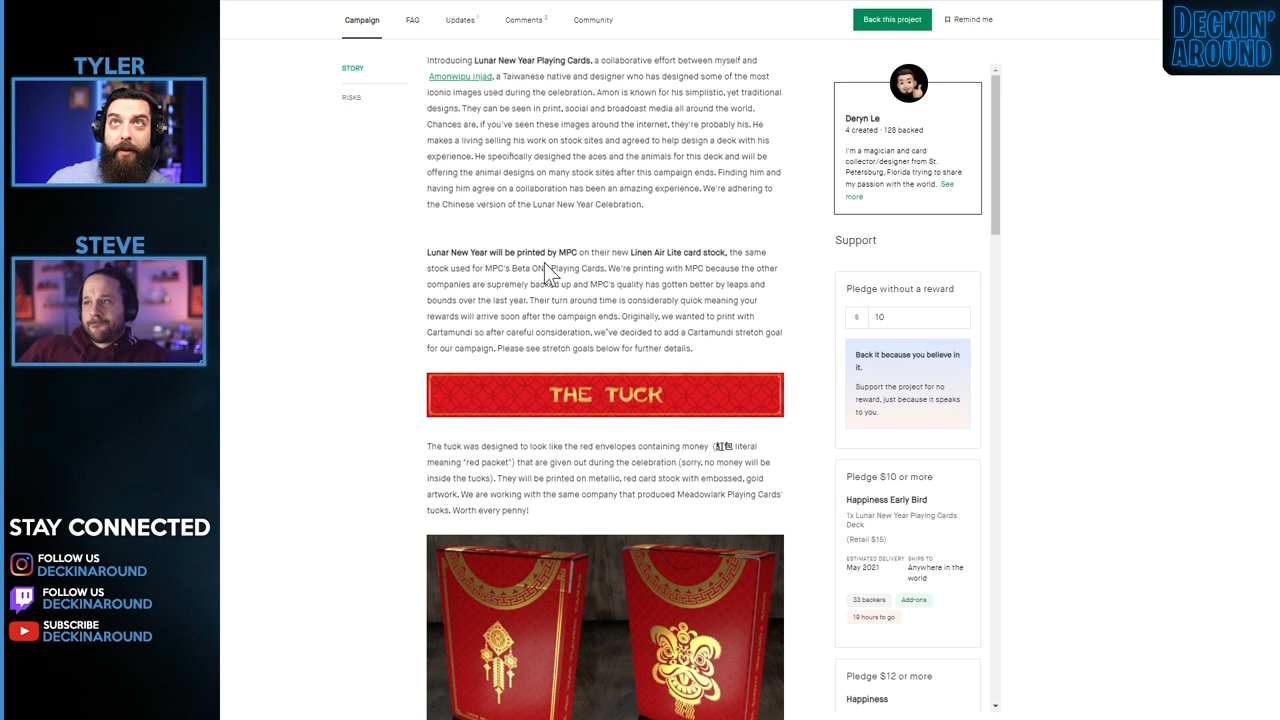 Campaign
FAQ
Updates 1
Comments 3
Community
Back this project
Remind me
DECKIN'
AROUND
TYLER
STEVE
STAY CONNECTED
FOLLOW US
DECKINAROUND
FOLLOW US
DECKINAROUND
SUBSCRIBE
DECKINAROUND
STORY
RISKS
Introducing Lunar New Year Playing Cards, a collaborative effort between myself and
Amonwipu Injad, a Taiwanese native and designer who has designed some of the most
iconic images used during the celebration. Amon is known for his simplistic, yet traditional
designs. They can be seen in print, social and broadcast media all around the world.
Chances are, if you've seen these images around the internet, they're probably his. He
makes a living selling his work on stock sites and agreed to help design a deck with his
experience. He specifically designed the aces and the animals for this deck and will be
offering the animal designs on many stock sites after this campaign ends. Finding him and
having him agree on a collaboration has been an amazing experience. We're adhering to
the Chinese version of the Lunar New Year Celebration.
Lunar New Year will be printed by MPC on their new Linen Air Lite card stock, the same
stock used for MPC's Beta Playing Cards. We're printing with MPC because the other
companies are supremely up and MPC's quality has gotten better by leaps and
bounds over the last year. Their turn around time is considerably quick meaning your
rewards will arrive soon after the campaign ends. Originally, we wanted to print with
Cartamundi so after careful consideration, we've decided to add a Cartamundi stretch goal
for our campaign. Please see stretch goals below for further details.
THE TUCK
The tuck was designed to look like the red envelopes containing money (紅包 literal
meaning "red packet") that are given out during the celebration (sorry, no money will be
inside the tucks). They will be printed on metallic, red card stock with embossed, gold
artwork. We are working with the same company that produced Meadowlark Playing Cards'
tucks. Worth every penny!
Deryn Le
4 created · 128 backed
I'm a magician and card
collector/designer from St.
Petersburg, Florida trying to share
my passion with the world. See
more
Support
Pledge without a reward
$ 10
Back it because you believe in
it.
Support the project for no
reward, just because it speaks
to you.
Pledge $10 or more
Happiness Early Bird
1x Lunar New Year Playing Cards
Deck
(Retail $15)
ESTIMATED DELIVERY
May 2021
SHIPS TO
Anywhere in the
world
33 backers
Add-ons
19 hours to go
Pledge $12 or more
Happiness